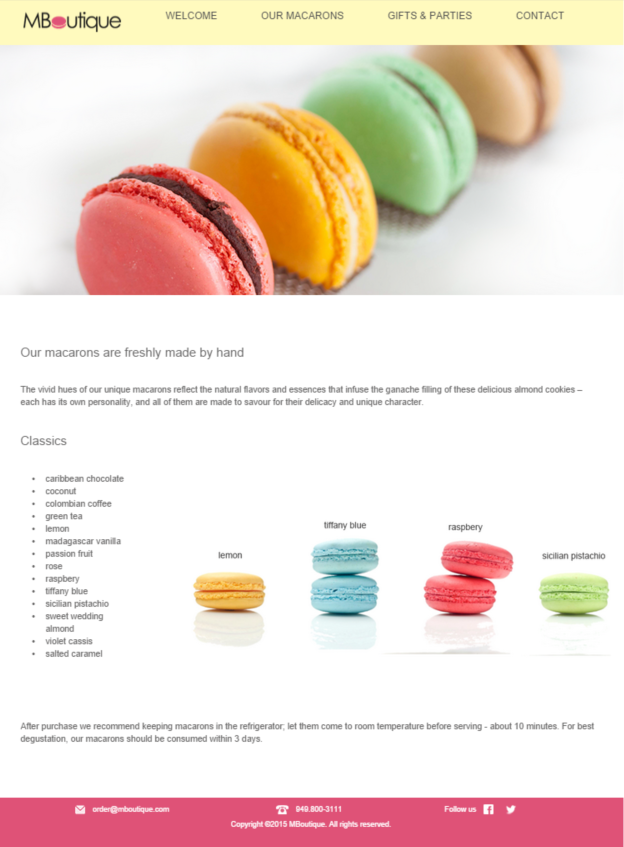 MBoutique WELCOME OUR MACARONS GIFTS & PARTIES CONTACT
Our macarons are freshly made by hand
The vivid hues of our unique macarons reflect the natural flavors and essences that infuse the ganache filling of these delicious almond cookies –
each has its own personality, and all of them are made to savour for their delicacy and unique character.
Classics
• caribbean chocolate
• coconut
• colombian coffee
• green tea
• lemon
• madagascar vanilla
• passion fruit
• rose
• raspbery
• tiffany blue
• sicilian pistachio
• sweet wedding
almond
• violet cassis
• salted caramel
lemon
tiffany blue
raspbery
sicilian pistachio
After purchase we recommend keeping macarons in the refrigerator; let them come to room temperature before serving - about 10 minutes. For best
degustation, our macarons should be consumed within 3 days.
order@mboutique.com 949.800-3111 Follow us
Copyright ©2015 MBoutique. All rights reserved.